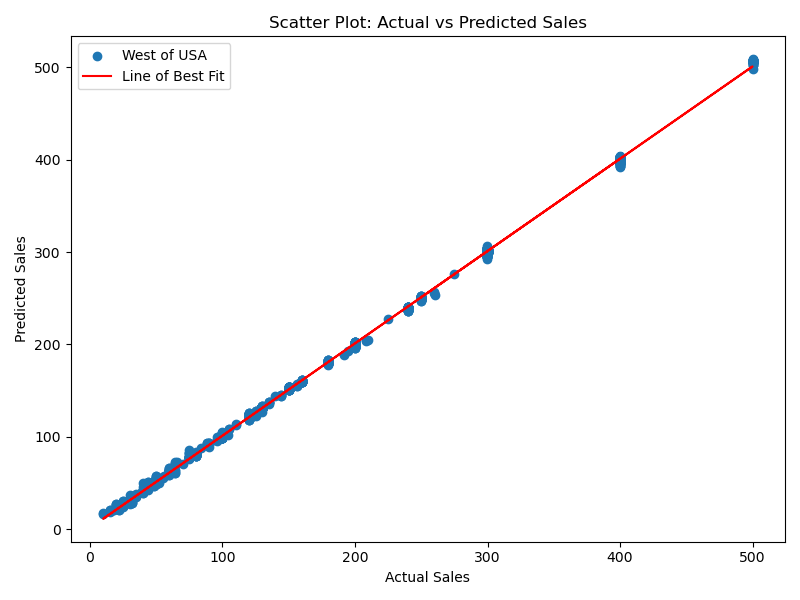 Scatter Plot: Actual vs Predicted Sales
West of USA
Line of Best Fit
500
400
300
200
100
0
Predicted Sales
0 100 200 300 400 500
Actual Sales